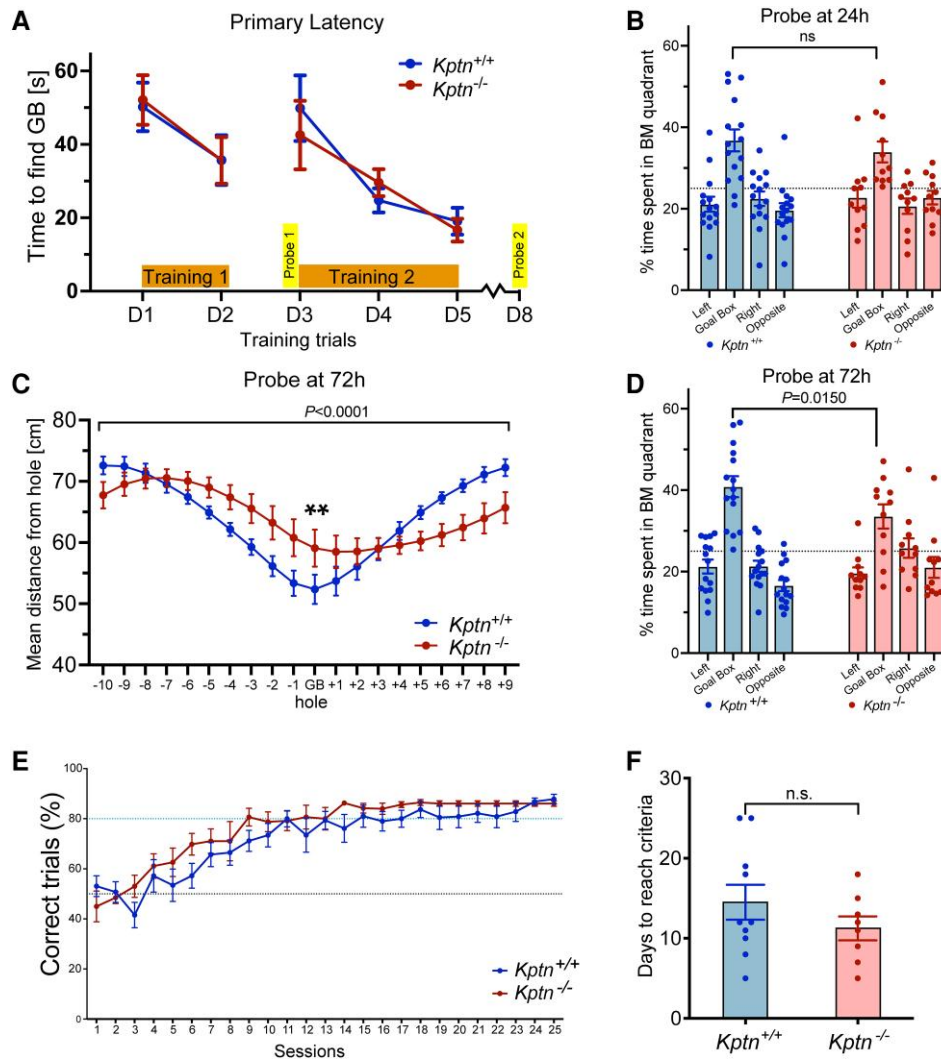 A
Primary Latency
Time to find GB [s]
60
40
20
0
Kptn+/+
Kptn-/-
Training 1
Probe 1
Training 2
Probe 2
D1
D2
D3
D4
D5
D8
Training trials
B
Probe at 24h
ns
% time spent in BM quadrant
60
40
20
0
Left
Goal Box
Right
Opposite
Left
Goal Box
Right
Opposite
Kptn+/+
Kptn-/-
C
Probe at 72h
P<0.0001
Mean distance from hole [cm]
80
70
60
50
40
**
Kptn+/+
Kptn-/-
-10 -9 -8 -7 -6 -5 -4 -3 -2 -1 GB +1 +2 +3 +4 +5 +6 +7 +8 +9
hole
D
Probe at 72h
P=0.0150
% time spent in BM quadrant
60
40
20
0
Left
Goal Box
Right
Opposite
Left
Goal Box
Right
Opposite
Kptn+/+
Kptn-/-
E
Correct trials (%)
100
80
60
40
20
0
Kptn+/+
Kptn-/-
1 2 3 4 5 6 7 8 9 10 11 12 13 14 15 16 17 18 19 20 21 22 23 24 25
Sessions
F
Days to reach criteria
30
20
10
0
n.s.
Kptn+/+
Kptn-/-